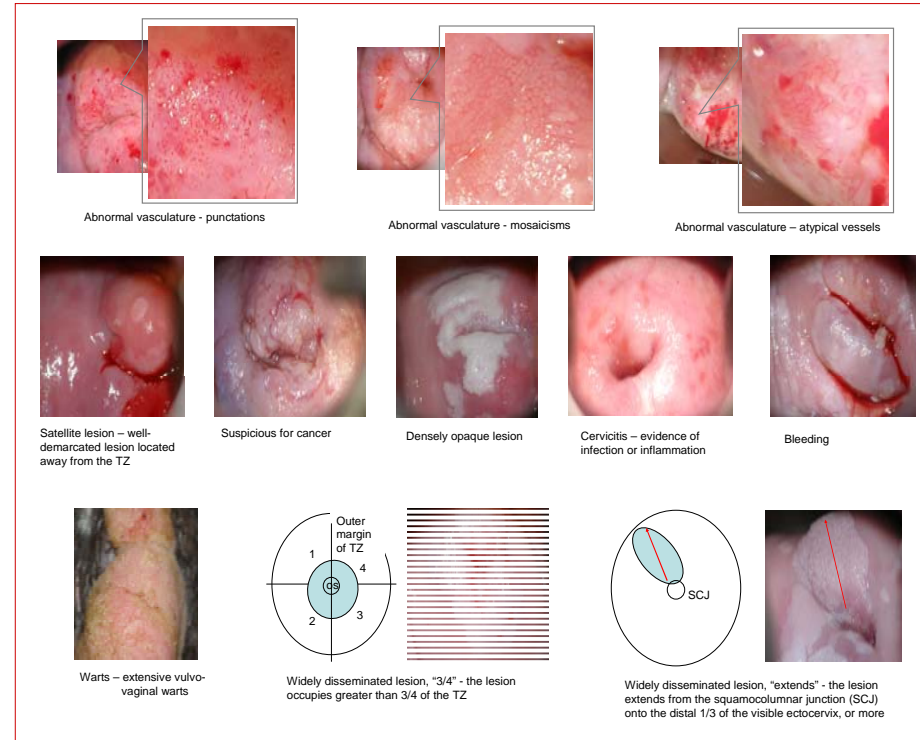 Abnormal vasculature - punctations
Abnormal vasculature - mosaicisms
Abnormal vasculature – atypical vessels
Satellite lesion – well-
demarcated lesion located
away from the TZ
Suspicious for cancer
Densely opaque lesion
Cervicitis – evidence of
infection or inflammation
Bleeding
Warts – extensive vulvo-
vaginal warts
Outer
margin
of TZ
1
4
os
2
3
Widely disseminated lesion, "3/4" - the lesion
occupies greater than 3/4 of the TZ
SCJ
Widely disseminated lesion, "extends" - the lesion
extends from the squamocolumnar junction (SCJ)
onto the distal 1/3 of the visible ectocervix, or more